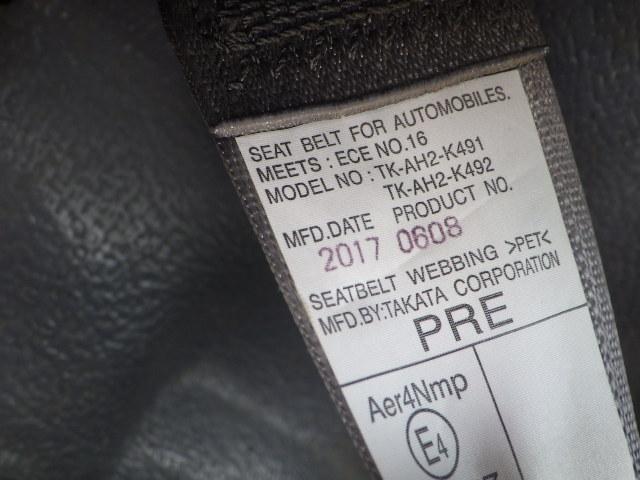 SEAT BELT FOR AUTOMOBILES.
MEETS : ECE NO.16
MODEL NO : TK-AH2-K491
TK-AH2-K492
MFD.DATE PRODUCT NO.
2017 0608
SEATBELT WEBBING >PET<
MFD.BY:TAKATA CORPORATION
PRE
Aer4Nmp
E4